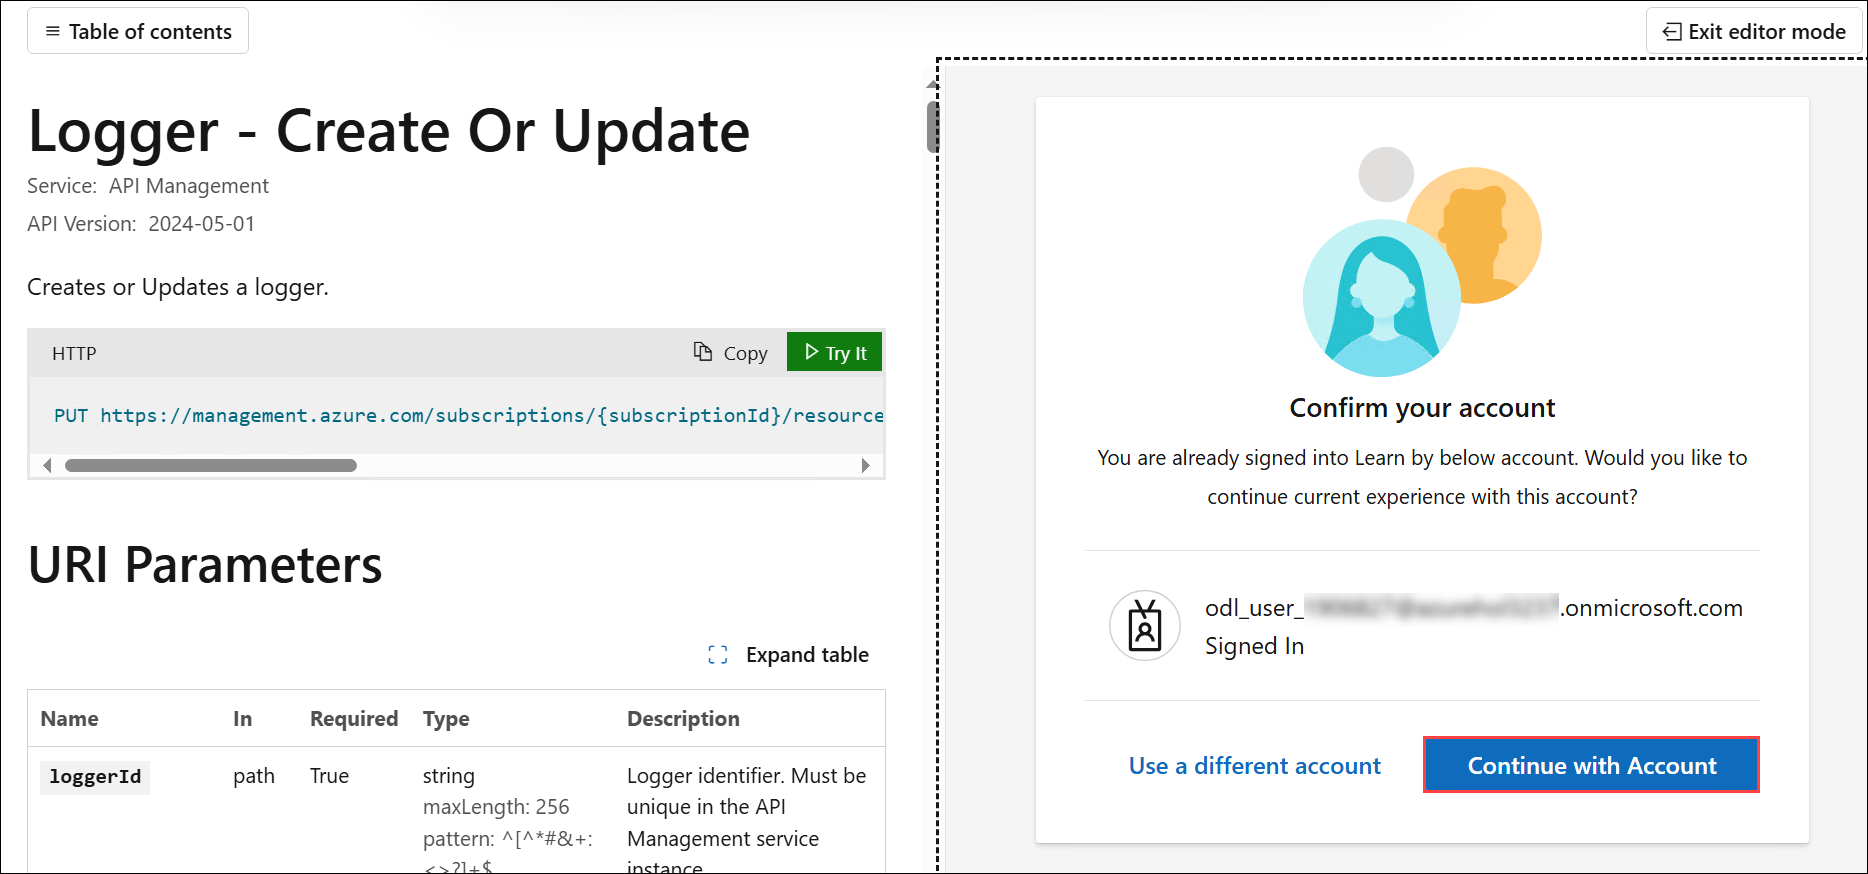 Table of contents
Exit editor mode
Logger - Create Or Update
Service: API Management
API Version: 2024-05-01
Creates or Updates a logger.
HTTP
Copy
Try It
PUT https://management.azure.com/subscriptions/{subscriptionId}/resource
URI Parameters
Expand table
Name In Required Type Description
loggerId path True string Logger identifier. Must be
maxLength: 256 unique in the API
pattern: ^[^*#&+: Management service
<>?]+$ instance.
Confirm your account
You are already signed into Learn by below account. Would you like to
continue current experience with this account?
odl_user_ .onmicrosoft.com
Signed In
Use a different account
Continue with Account